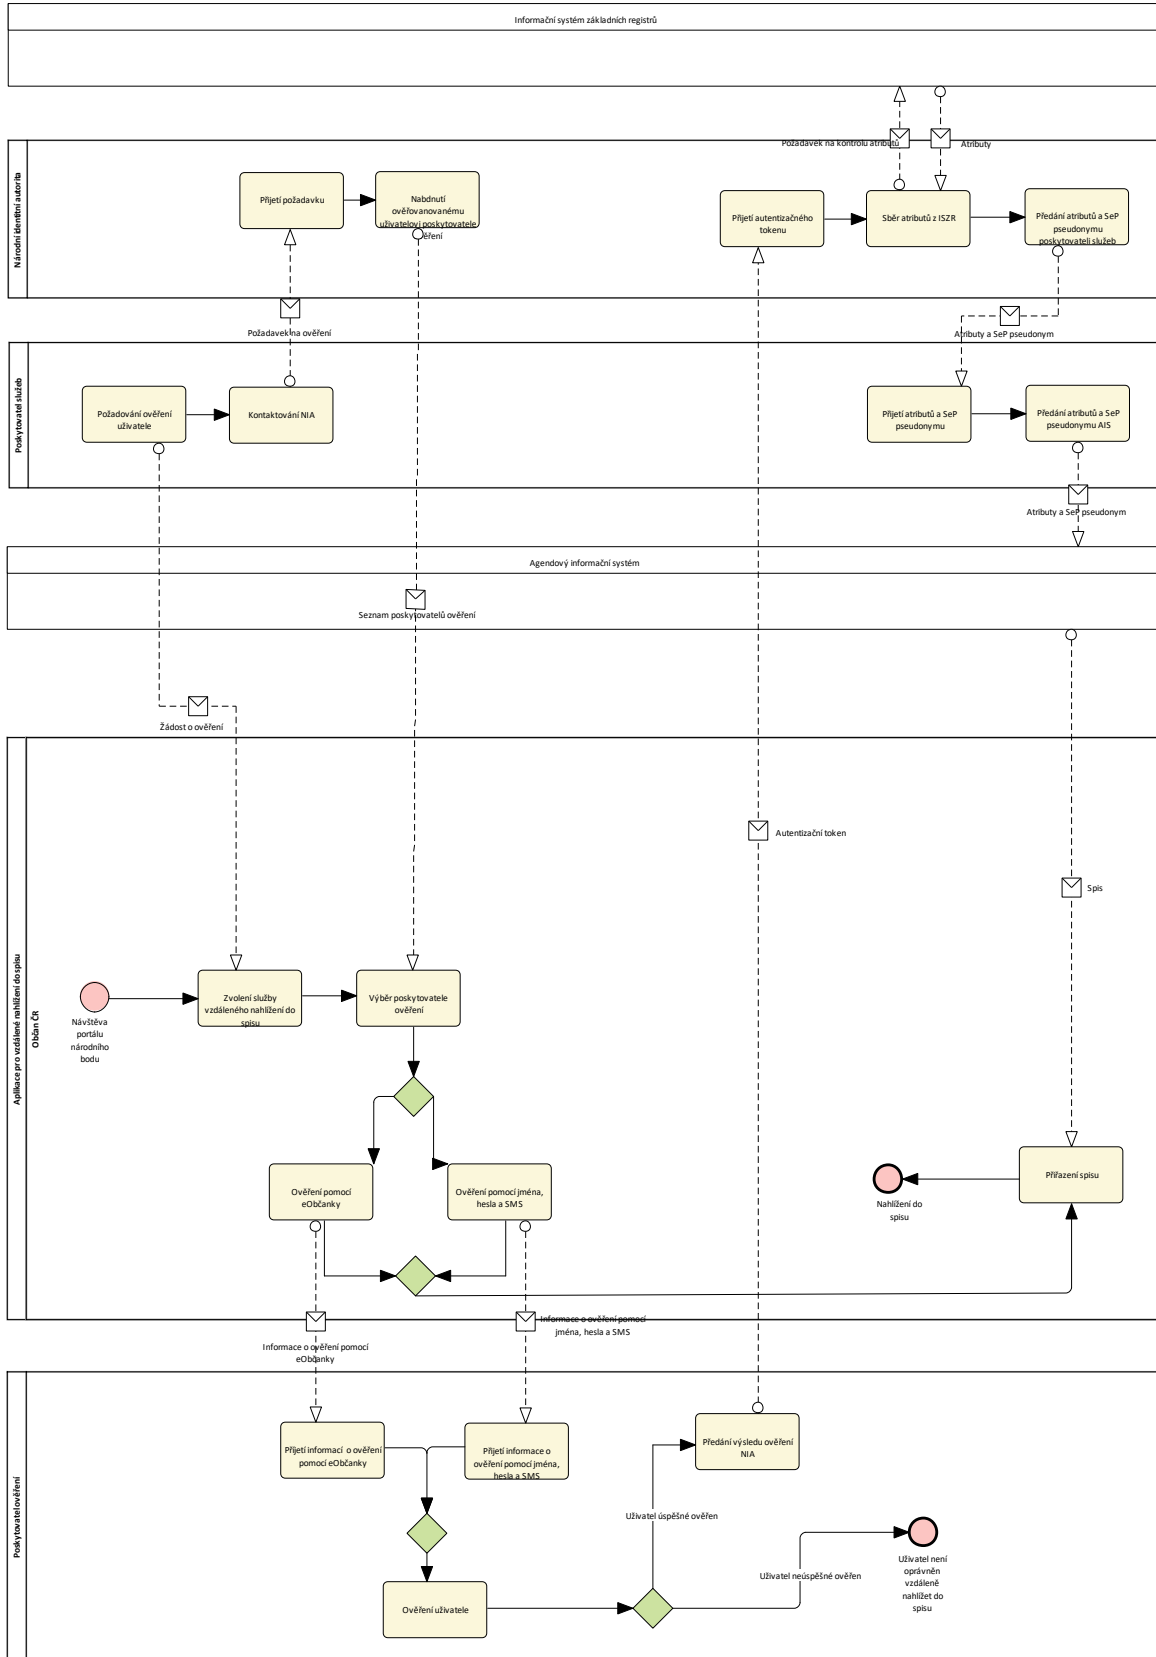 Informační systém základních registrů
Požadavek na kontrolu atributů
Atributy
Národní identitní autorita
Přijetí požadavku
Nabdnutí
ověřovanovanému
uživatelovi poskytovatele
ověření
Přijetí autentizačného
tokenu
Sběr atributů z ISZR
Předání atributů a SeP
pseudonymu
poskytovateli služeb
Požadavek na ověření
Atributy a SeP pseudonym
Poskytovatel služeb
Požadování ověření
uživatele
Kontaktování NIA
Přijetí atributů a SeP
pseudonymu
Předání atributů a SeP
pseudonymu AIS
Atributy a SeP pseudonym
Agendový informační systém
Seznam poskytovatelů ověření
Žádost o ověření
Aplikace pro vzdálené nahlížení do spisu
Občan ČR
Autentizační token
Spis
Návštěva
portálu
národního
bodu
Zvolení služby
vzdáleného nahlížení do
spisu
Výběr poskytovatele
ověření
Ověření pomocí
eObčanky
Ověření pomocí jména,
hesla a SMS
Nahlížení do
spisu
Přiřazení spisu
Informace o ověření pomocí
eObčanky
Informace o ověření pomocí
jména, hesla a SMS
Poskytovatel ověření
Příjetí informací  o ověření
pomocí eObčanky
Přijetí informace o
ověření pomocí jména,
hesla a SMS
Předání výsledu ověření
NIA
Uživatel úspěšné ověřen
Uživatel neúspěšné ověřen
Ověření uživatele
Uživatel není
oprávněn
vzdáleně
nahlížet do
spisu